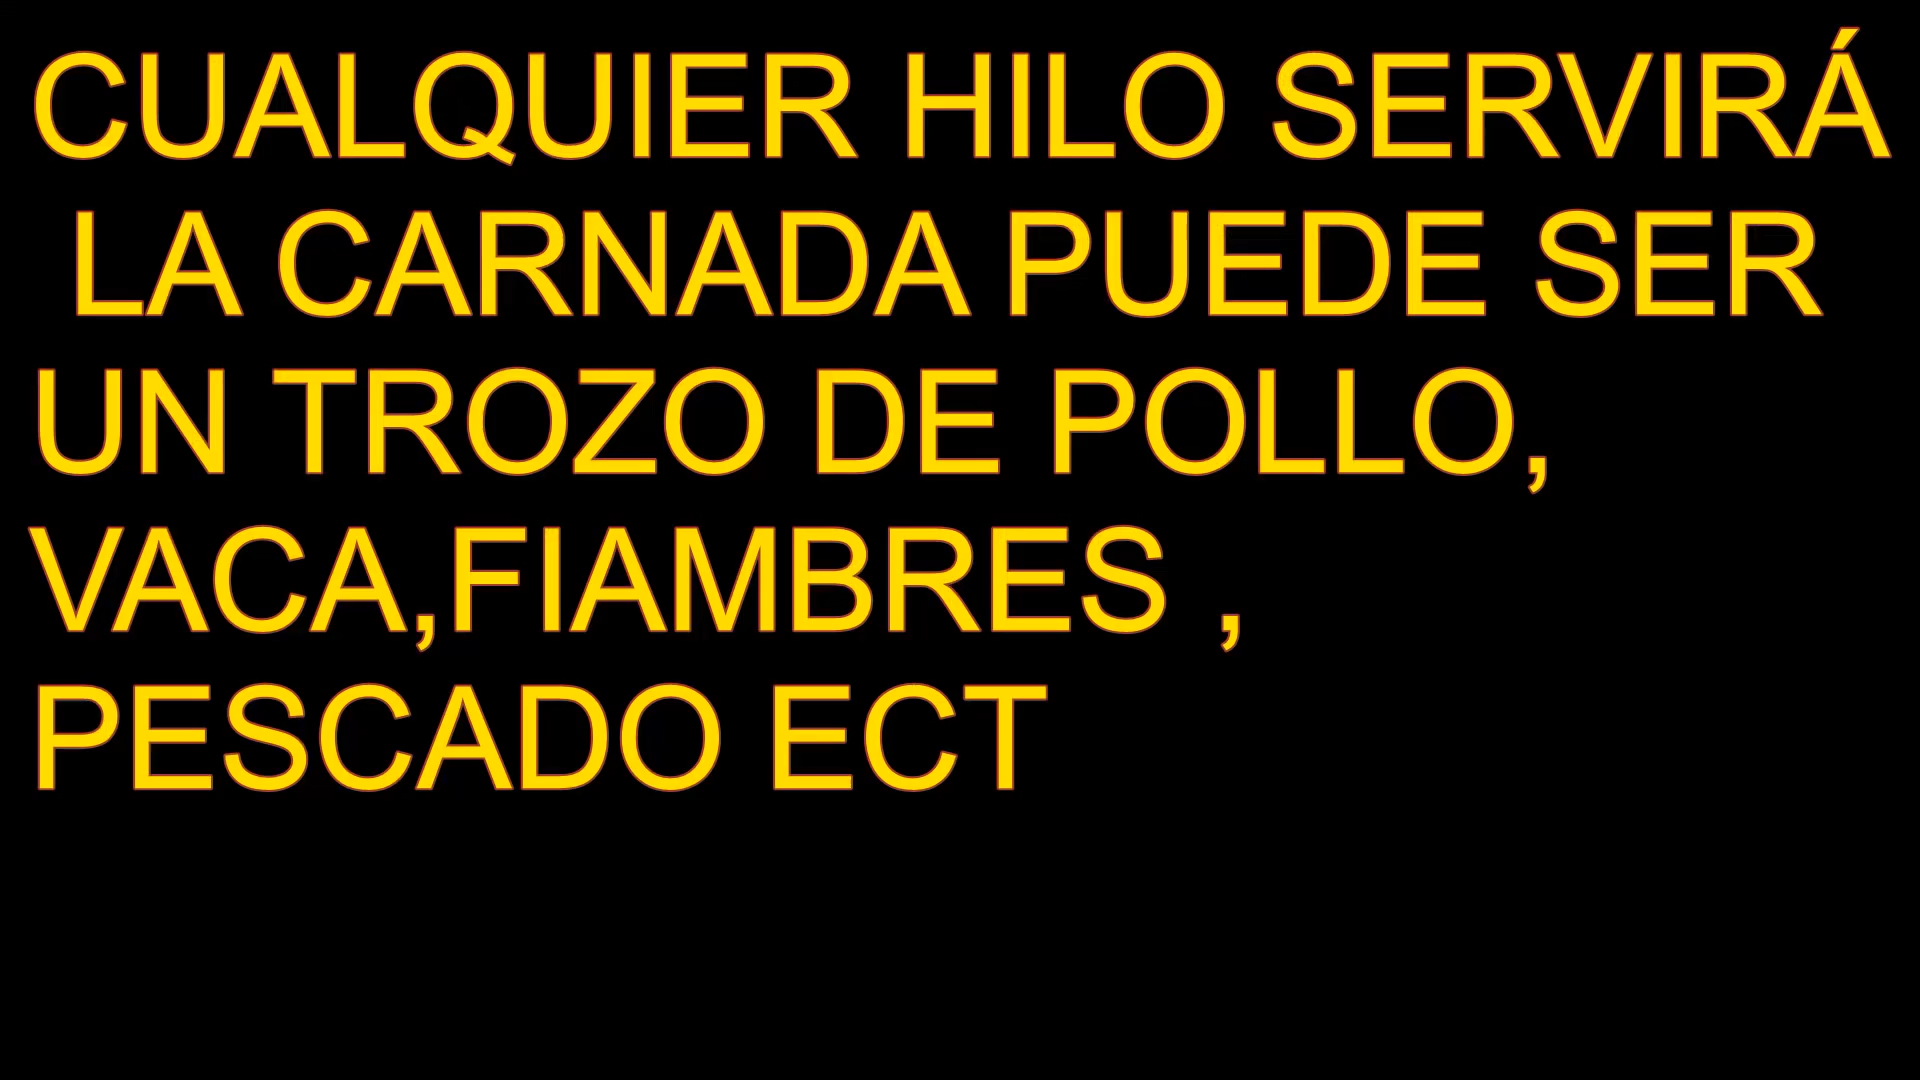 CUALQUIER HILO SERVIRÁ
LA CARNADA PUEDE SER
UN TROZO DE POLLO,
VACA,FIAMBRES ,
PESCADO ECT